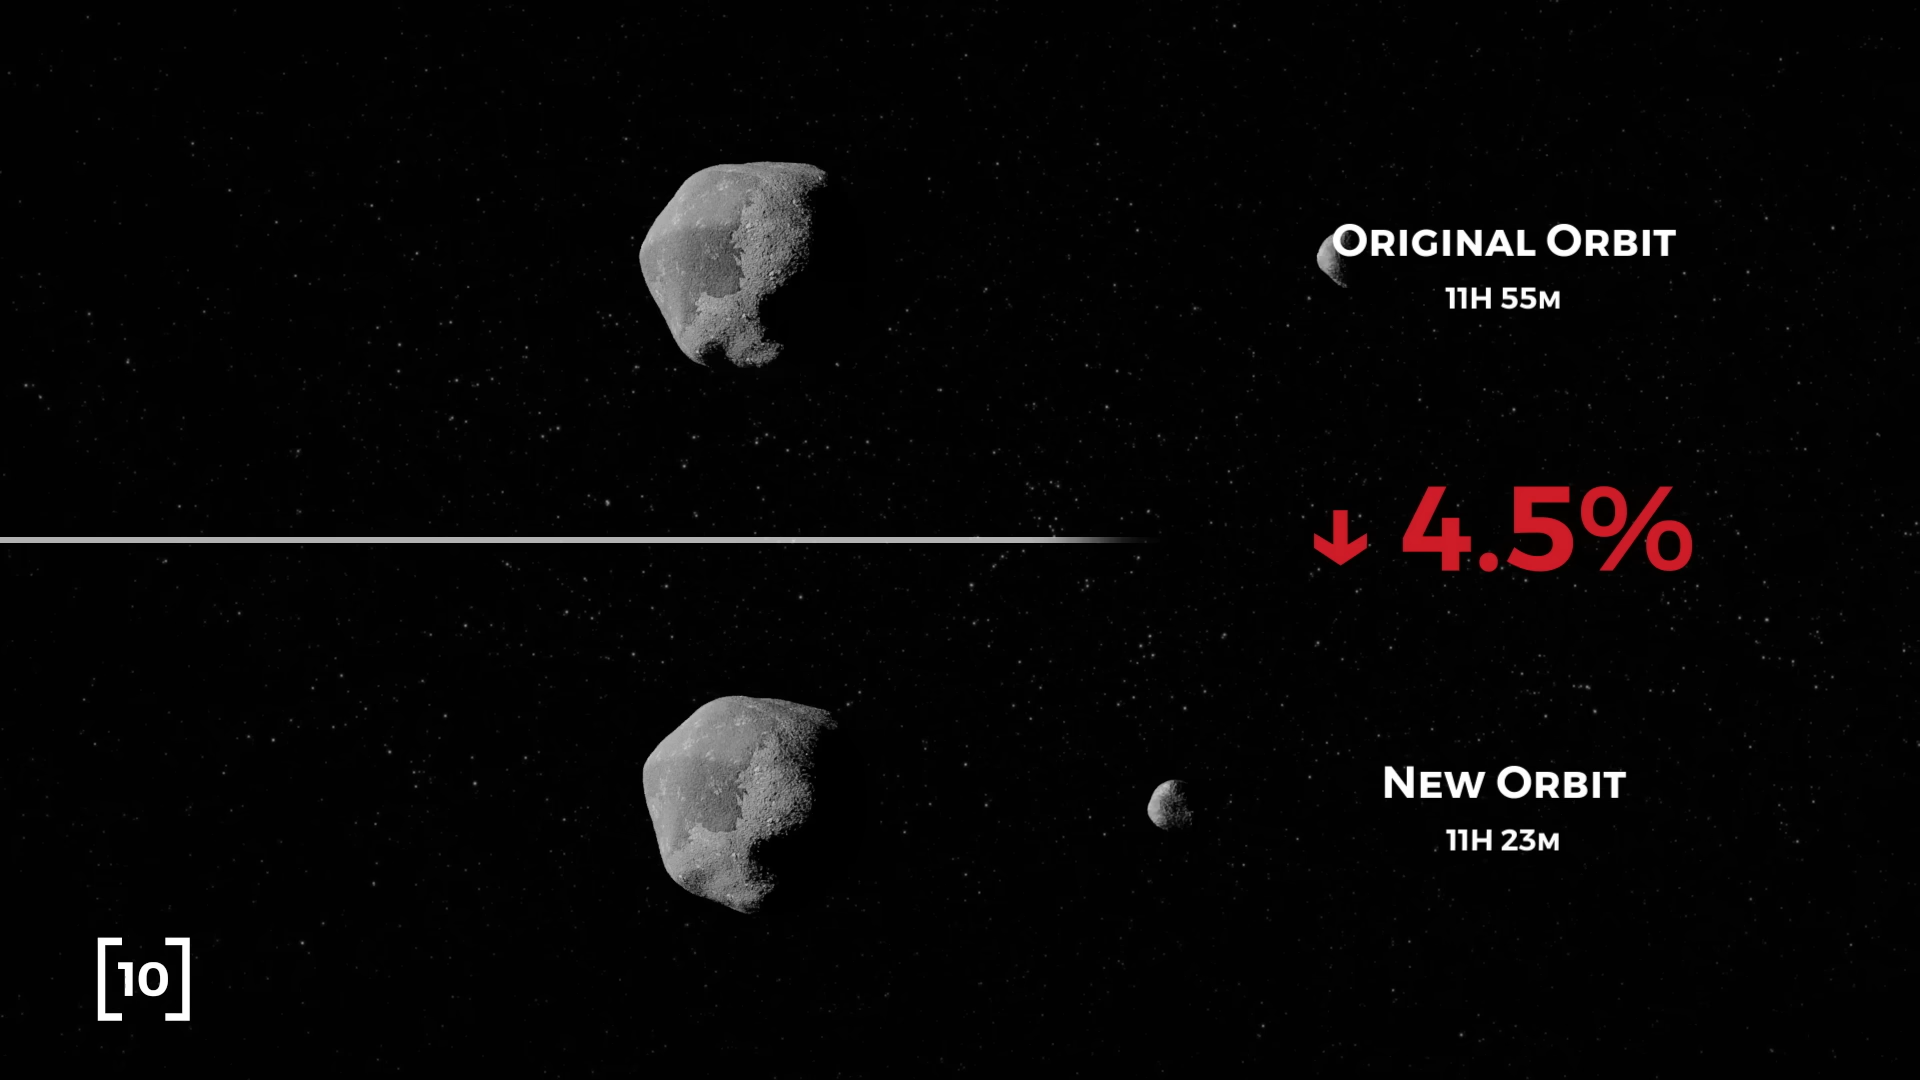 Original Orbit
11h 55m
↓ 4.5%
New Orbit
11h 23m
[10]